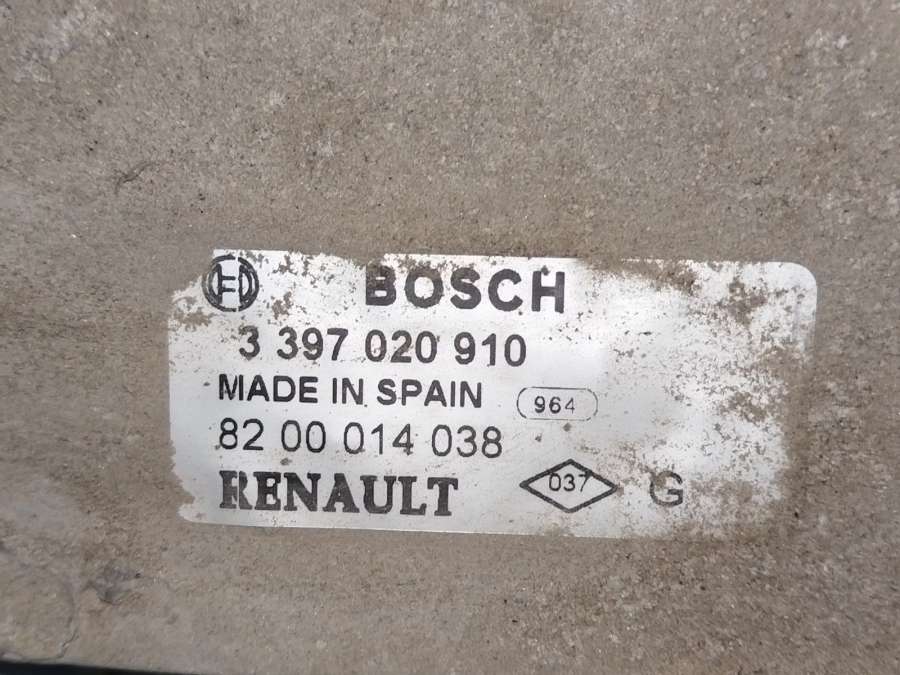 BOSCH
3 397 020 910
MADE IN SPAIN 964
82 00 014 038
RENAULT 037 G